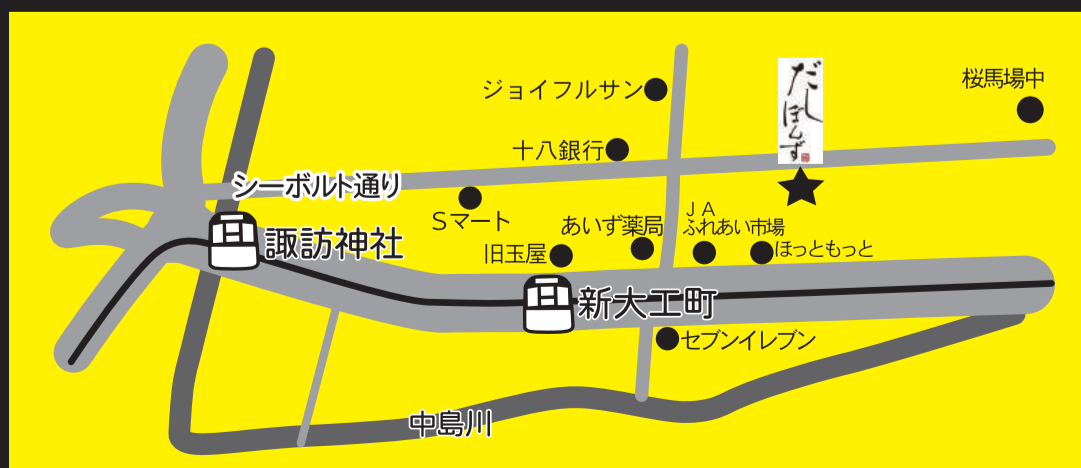 ジョイフルサン
だし
ぽんず
桜馬場中
十八銀行
シーボルト通り
Sマート
あいず薬局
JA
ふれあい市場
諏訪神社
旧玉屋
ほっともっと
新大工町
セブンイレブン
中島川